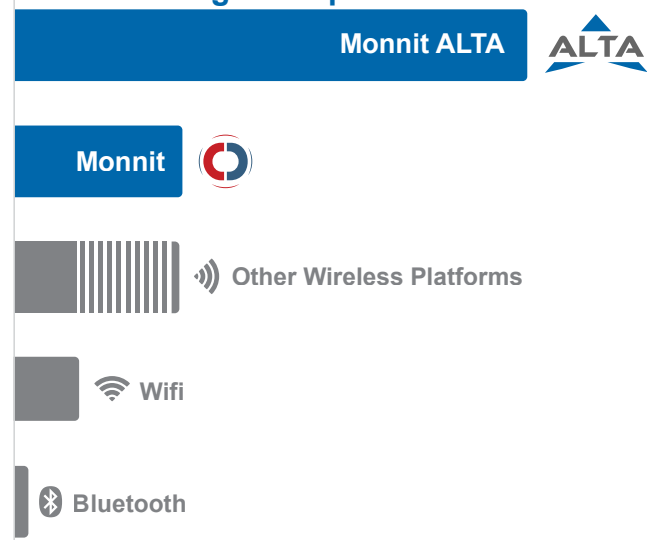 Monnit ALTA
ALTA
Monnit
Other Wireless Platforms
Wifi
Bluetooth